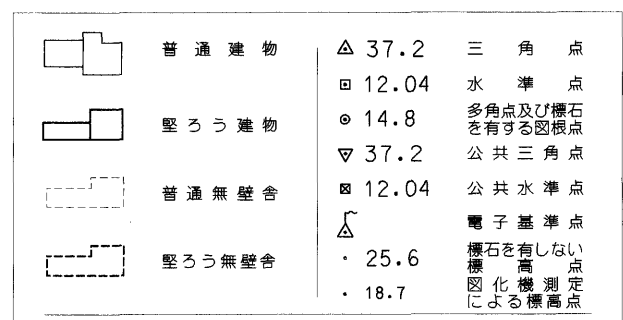 普通建物
堅ろう建物
普通無壁舎
堅ろう無壁舎
37.2 三角点
12.04 水準点
14.8 多角点及び標石
を有する図根点
37.2 公共三角点
12.04 公共水準点
電子基準点
25.6 標石を有しない
標高点
18.7 図化機測定
による標高点